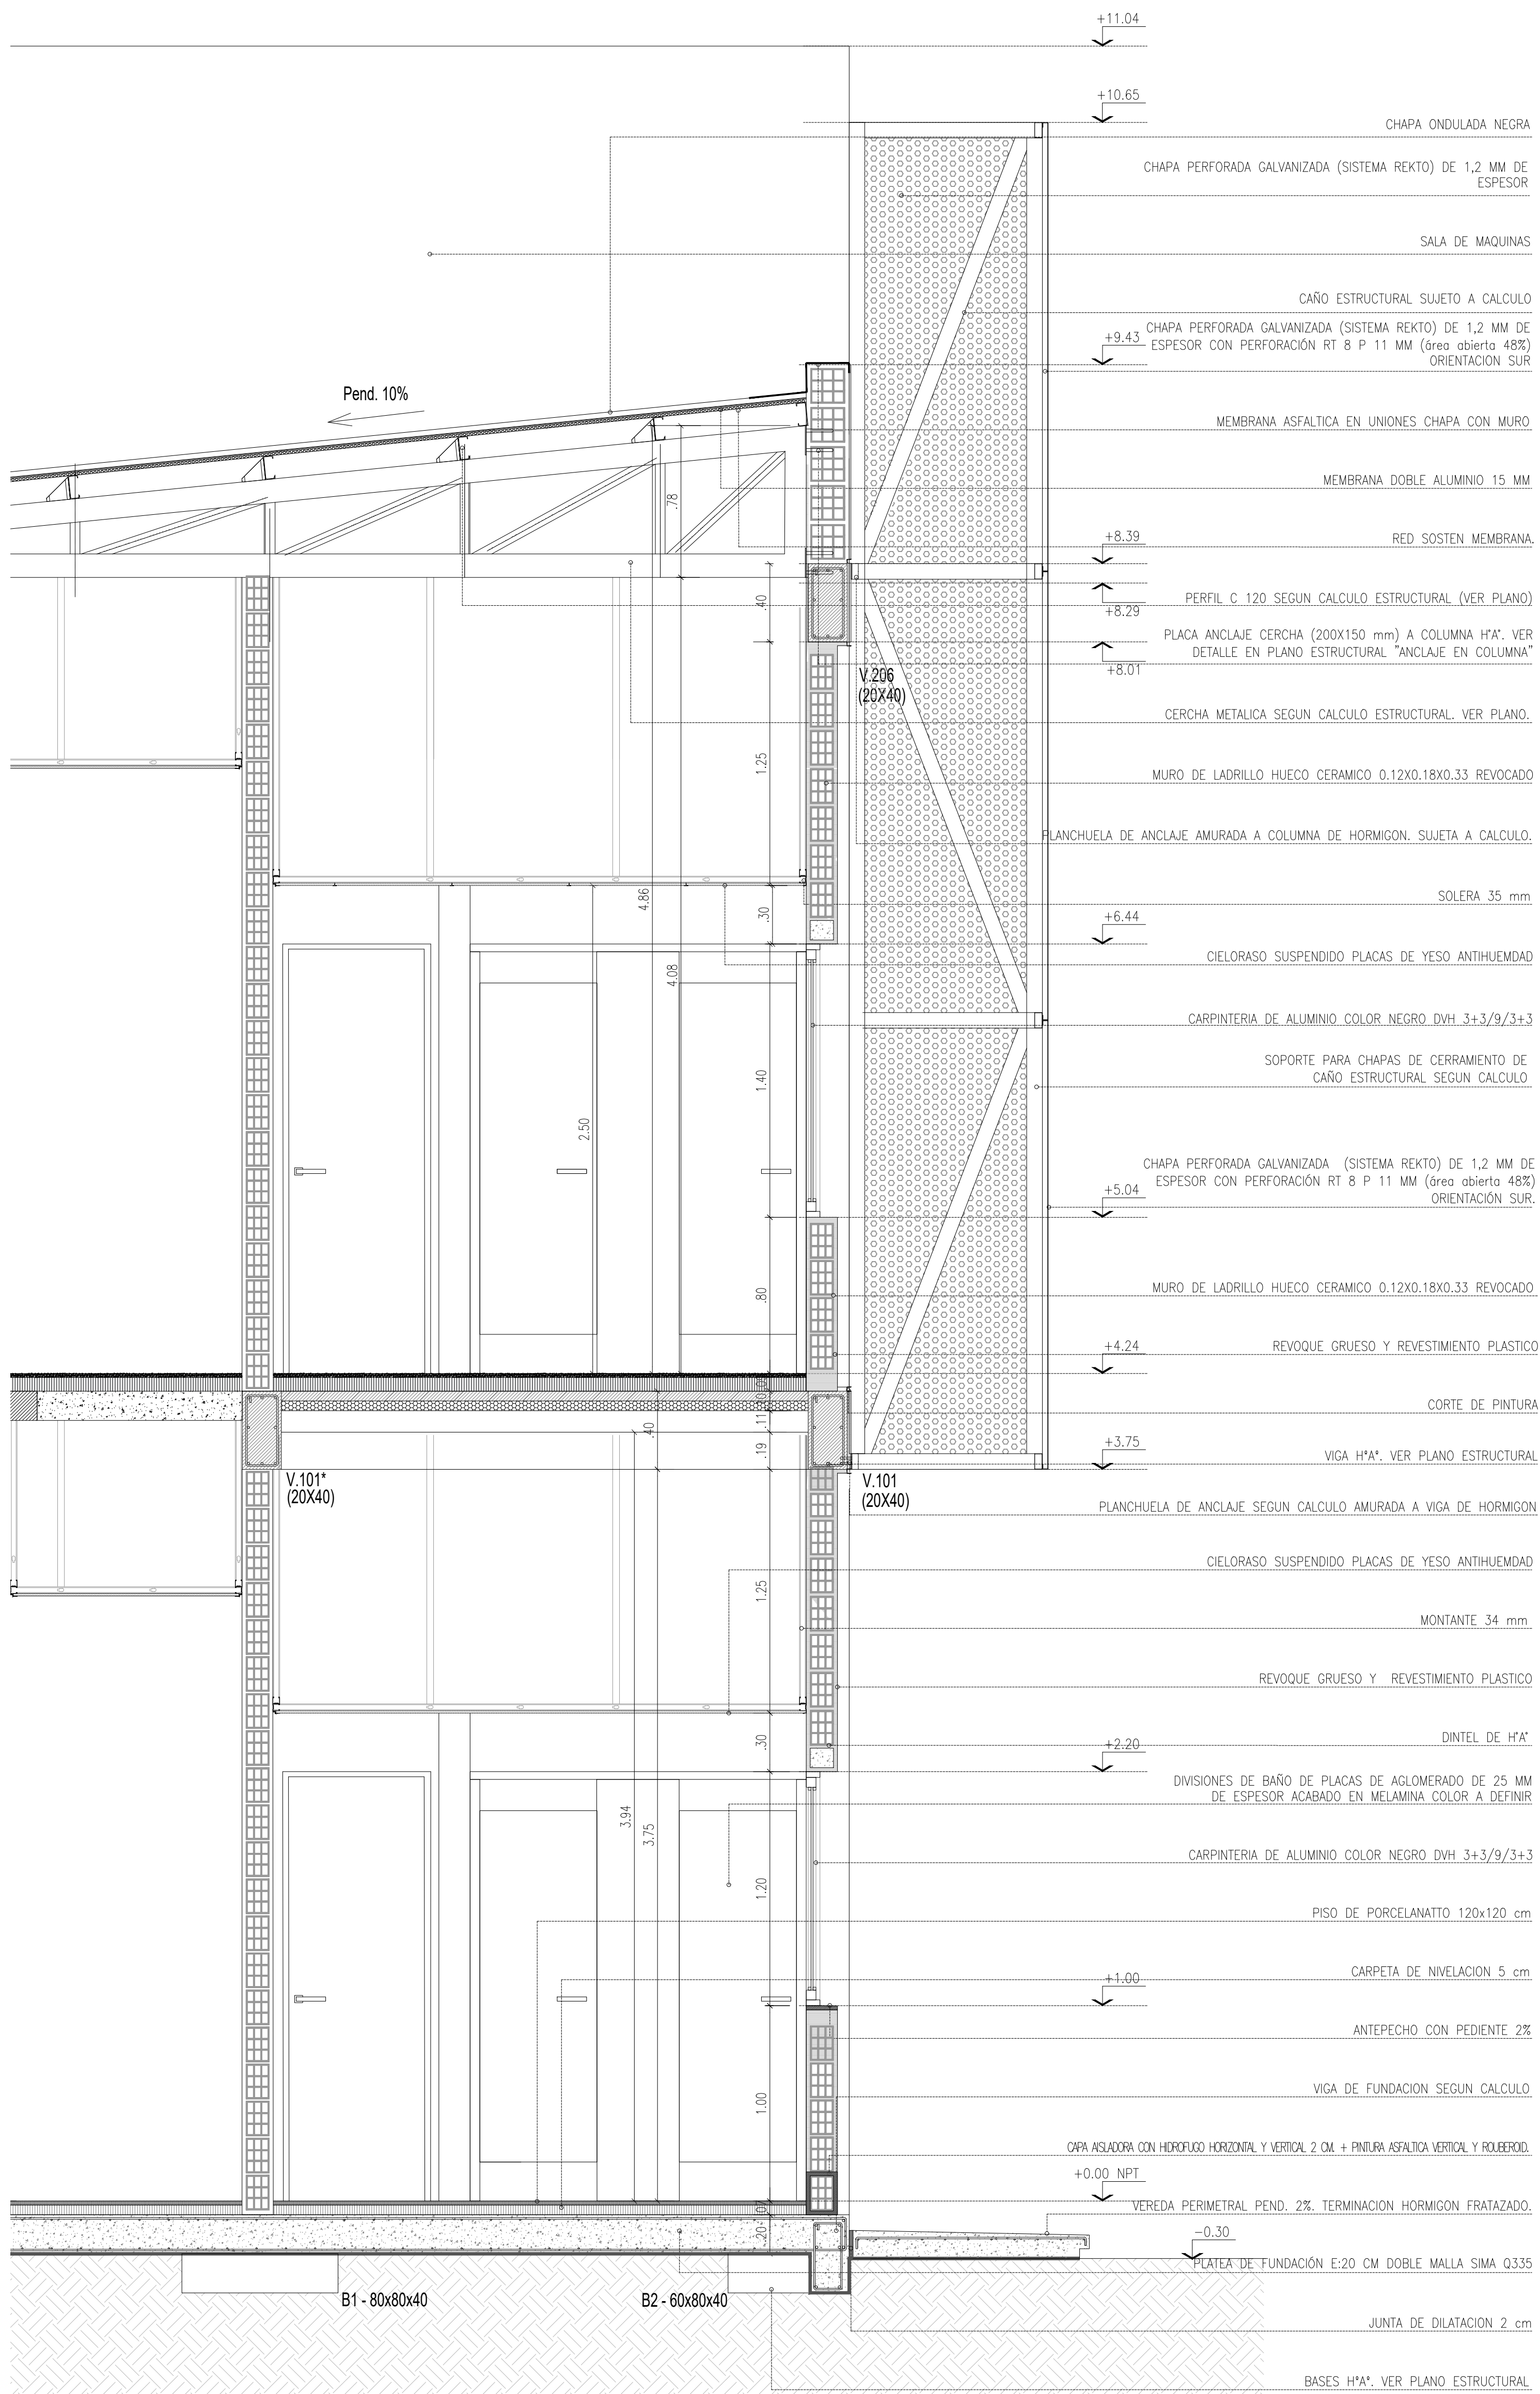 +11.04
+10.65
CHAPA ONDULADA NEGRA
CHAPA PERFORADA GALVANIZADA (SISTEMA REKTO) DE 1,2 MM DE
ESPESOR
SALA DE MAQUINAS
CAÑO ESTRUCTURAL SUJETO A CALCULO
CHAPA PERFORADA GALVANIZADA (SISTEMA REKTO) DE 1,2 MM DE
+9.43
ESPESOR CON PERFORACIÓN RT 8 P 11 MM (área abierta 48%)
ORIENTACION SUR
Pend. 10%
MEMBRANA ASFALTICA EN UNIONES CHAPA CON MURO
MEMBRANA DOBLE ALUMINIO 15 MM
.78
+8.39
RED SOSTEN MEMBRANA.
PERFIL C 120 SEGUN CALCULO ESTRUCTURAL (VER PLANO)
.40
+8.29
PLACA ANCLAJE CERCHA (200X150 mm) A COLUMNA H°A°. VER
DETALLE EN PLANO ESTRUCTURAL "ANCLAJE EN COLUMNA"
+8.01
V.206
(20X40)
CERCHA METALICA SEGUN CALCULO ESTRUCTURAL. VER PLANO.
1.25
MURO DE LADRILLO HUECO CERAMICO 0.12X0.18X0.33 REVOCADO
PLANCHUELA DE ANCLAJE AMURADA A COLUMNA DE HORMIGON. SUJETA A CALCULO.
4.86
SOLERA 35 mm
.30
+6.44
CIELORASO SUSPENDIDO PLACAS DE YESO ANTIHUEMDAD
4.08
CARPINTERIA DE ALUMINIO COLOR NEGRO DVH 3+3/9/3+3
SOPORTE PARA CHAPAS DE CERRAMIENTO DE
CAÑO ESTRUCTURAL SEGUN CALCULO
1.40
2.50
CHAPA PERFORADA GALVANIZADA (SISTEMA REKTO) DE 1,2 MM DE
ESPESOR CON PERFORACIÓN RT 8 P 11 MM (área abierta 48%)
+5.04
ORIENTACIÓN SUR.
.80
MURO DE LADRILLO HUECO CERAMICO 0.12X0.18X0.33 REVOCADO
+4.24
REVOQUE GRUESO Y REVESTIMIENTO PLASTICO
.10
.11
CORTE DE PINTURA
.40
.19
+3.75
VIGA H°A°. VER PLANO ESTRUCTURAL
V.101*
(20X40)
V.101
(20X40)
PLANCHUELA DE ANCLAJE SEGUN CALCULO AMURADA A VIGA DE HORMIGON
CIELORASO SUSPENDIDO PLACAS DE YESO ANTIHUEMDAD
1.25
MONTANTE 34 mm
REVOQUE GRUESO Y REVESTIMIENTO PLASTICO
.30
DINTEL DE H°A°
+2.20
DIVISIONES DE BAÑO DE PLACAS DE AGLOMERADO DE 25 MM
DE ESPESOR ACABADO EN MELAMINA COLOR A DEFINIR
3.94
3.75
CARPINTERIA DE ALUMINIO COLOR NEGRO DVH 3+3/9/3+3
1.20
PISO DE PORCELANATTO 120x120 cm
CARPETA DE NIVELACION 5 cm
+1.00
ANTEPECHO CON PEDIENTE 2%
VIGA DE FUNDACION SEGUN CALCULO
1.00
CAPA AISLADORA CON HIDROFUGO HORIZONTAL Y VERTICAL 2 CM. + PINTURA ASFALTICA VERTICAL Y ROUBEROID.
+0.00 NPT
VEREDA PERIMETRAL PEND. 2%. TERMINACION HORMIGON FRATAZADO.
.07
.20
-0.30
PLATEA DE FUNDACIÓN E:20 CM DOBLE MALLA SIMA Q335
B1 - 80x80x40
B2 - 60x80x40
JUNTA DE DILATACION 2 cm
BASES H°A°. VER PLANO ESTRUCTURAL